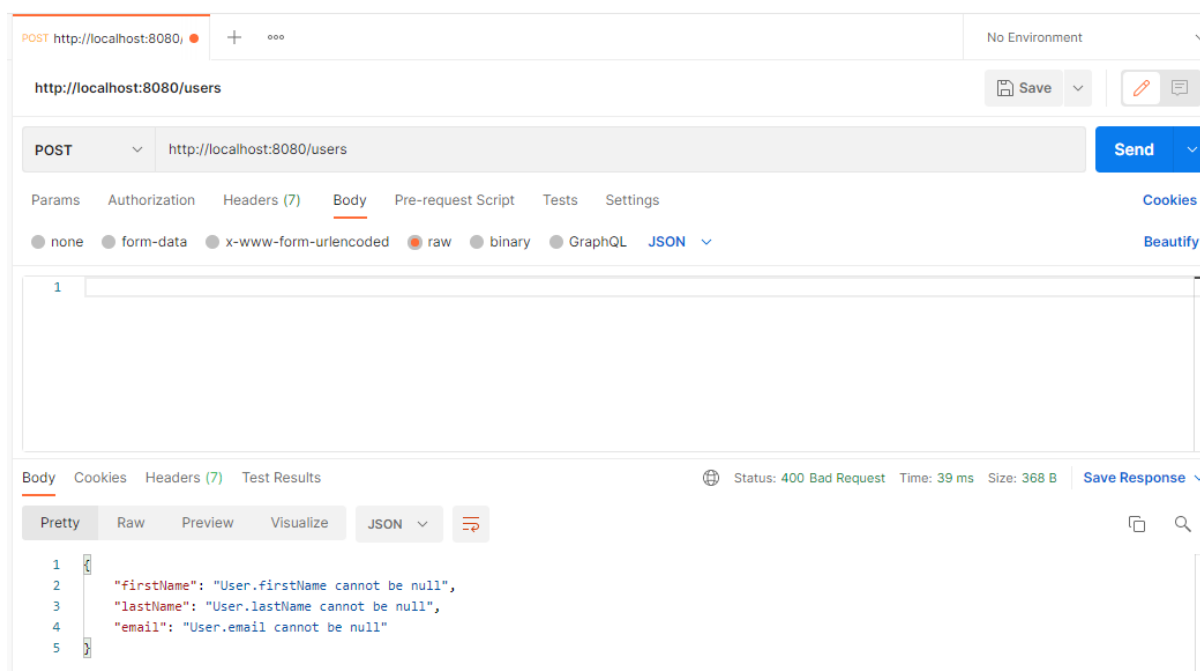 POST http://localhost:8080/ + ooo No Environment
http://localhost:8080/users Save
POST http://localhost:8080/users Send
Params Authorization Headers (7) Body Pre-request Script Tests Settings Cookies
none form-data x-www-form-urlencoded raw binary GraphQL JSON Beautify
1
Body Cookies Headers (7) Test Results Status: 400 Bad Request Time: 39 ms Size: 368 B Save Response
Pretty Raw Preview Visualize JSON
1 {
2 "firstName": "User.firstName cannot be null",
3 "lastName": "User.lastName cannot be null",
4 "email": "User.email cannot be null"
5 }